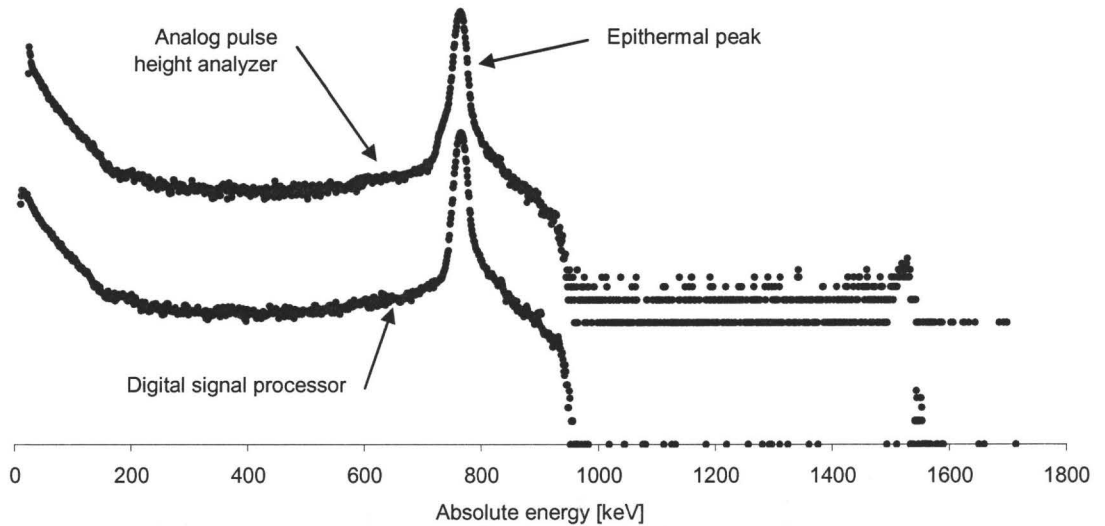 Analog pulse
height analyzer
Epithermal peak
Digital signal processor
0 200 400 600 800 1000 1200 1400 1600 1800
Absolute energy [keV]